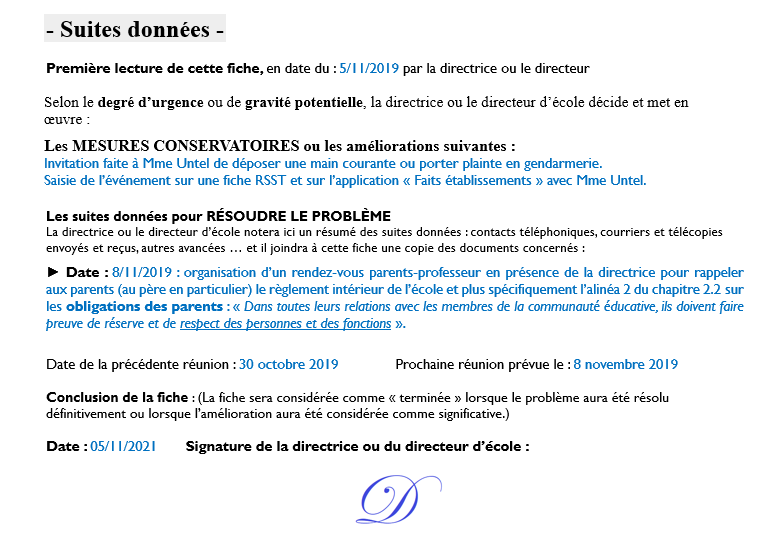 - Suites données -
Première lecture de cette fiche, en date du : 5/11/2019 par la directrice ou le directeur
Selon le degré d’urgence ou de gravité potentielle, la directrice ou le directeur d’école décide et met en
œuvre :
Les MESURES CONSERVATOIRES ou les améliorations suivantes :
Invitation faite à Mme Untel de déposer une main courante ou porter plainte en gendarmerie.
Saisie de l’événement sur une fiche RSST et sur l’application « Faits établissements » avec Mme Untel.
Les suites données pour RÉSOUDRE LE PROBLÈME
La directrice ou le directeur d’école notera ici un résumé des suites données : contacts téléphoniques, courriers et télécopies
envoyés et reçus, autres avancées … et il joindra à cette fiche une copie des documents concernés :
► Date : 8/11/2019 : organisation d’un rendez-vous parents-professeur en présence de la directrice pour rappeler
aux parents (au père en particulier) le règlement intérieur de l’école et plus spécifiquement l’alinéa 2 du chapitre 2.2 sur
les obligations des parents : « Dans toutes leurs relations avec les membres de la communauté éducative, ils doivent faire
preuve de réserve et de respect des personnes et des fonctions ».
Date de la précédente réunion : 30 octobre 2019 Prochaine réunion prévue le : 8 novembre 2019
Conclusion de la fiche : (La fiche sera considérée comme « terminée » lorsque le problème aura été résolu
définitivement ou lorsque l’amélioration aura été considérée comme significative.)
Date : 05/11/2021 Signature de la directrice ou du directeur d’école :
D